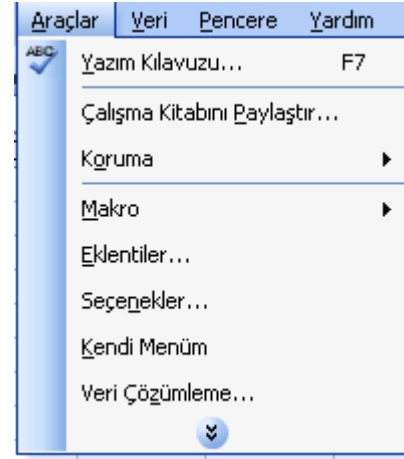 Araçlar Veri Pencere Yardım
ABC
Yazım Kılavuzu... F7
Çalışma Kitabını Paylaştır...
Koruma
Makro
Eklentiler...
Seçenekler...
Kendi Menüm
Veri Çözümleme...